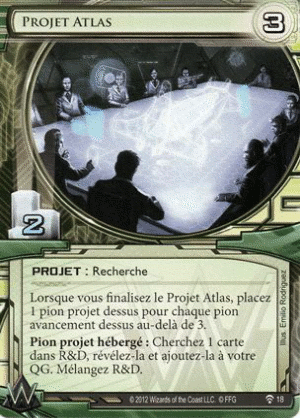 PROJET ATLAS
3
2
PROJET : Recherche
Lorsque vous finalisez le Projet Atlas, placez
1 pion projet dessus pour chaque pion
avancement dessus au-delà de 3.
Pion projet hébergé : Cherchez 1 carte
dans R&D, révélez-la et ajoutez-la à votre
QG. Mélangez R&D.
Illus. Emilio Rodriguez
© 2012 Wizards of the Coast LLC. © FFG
18